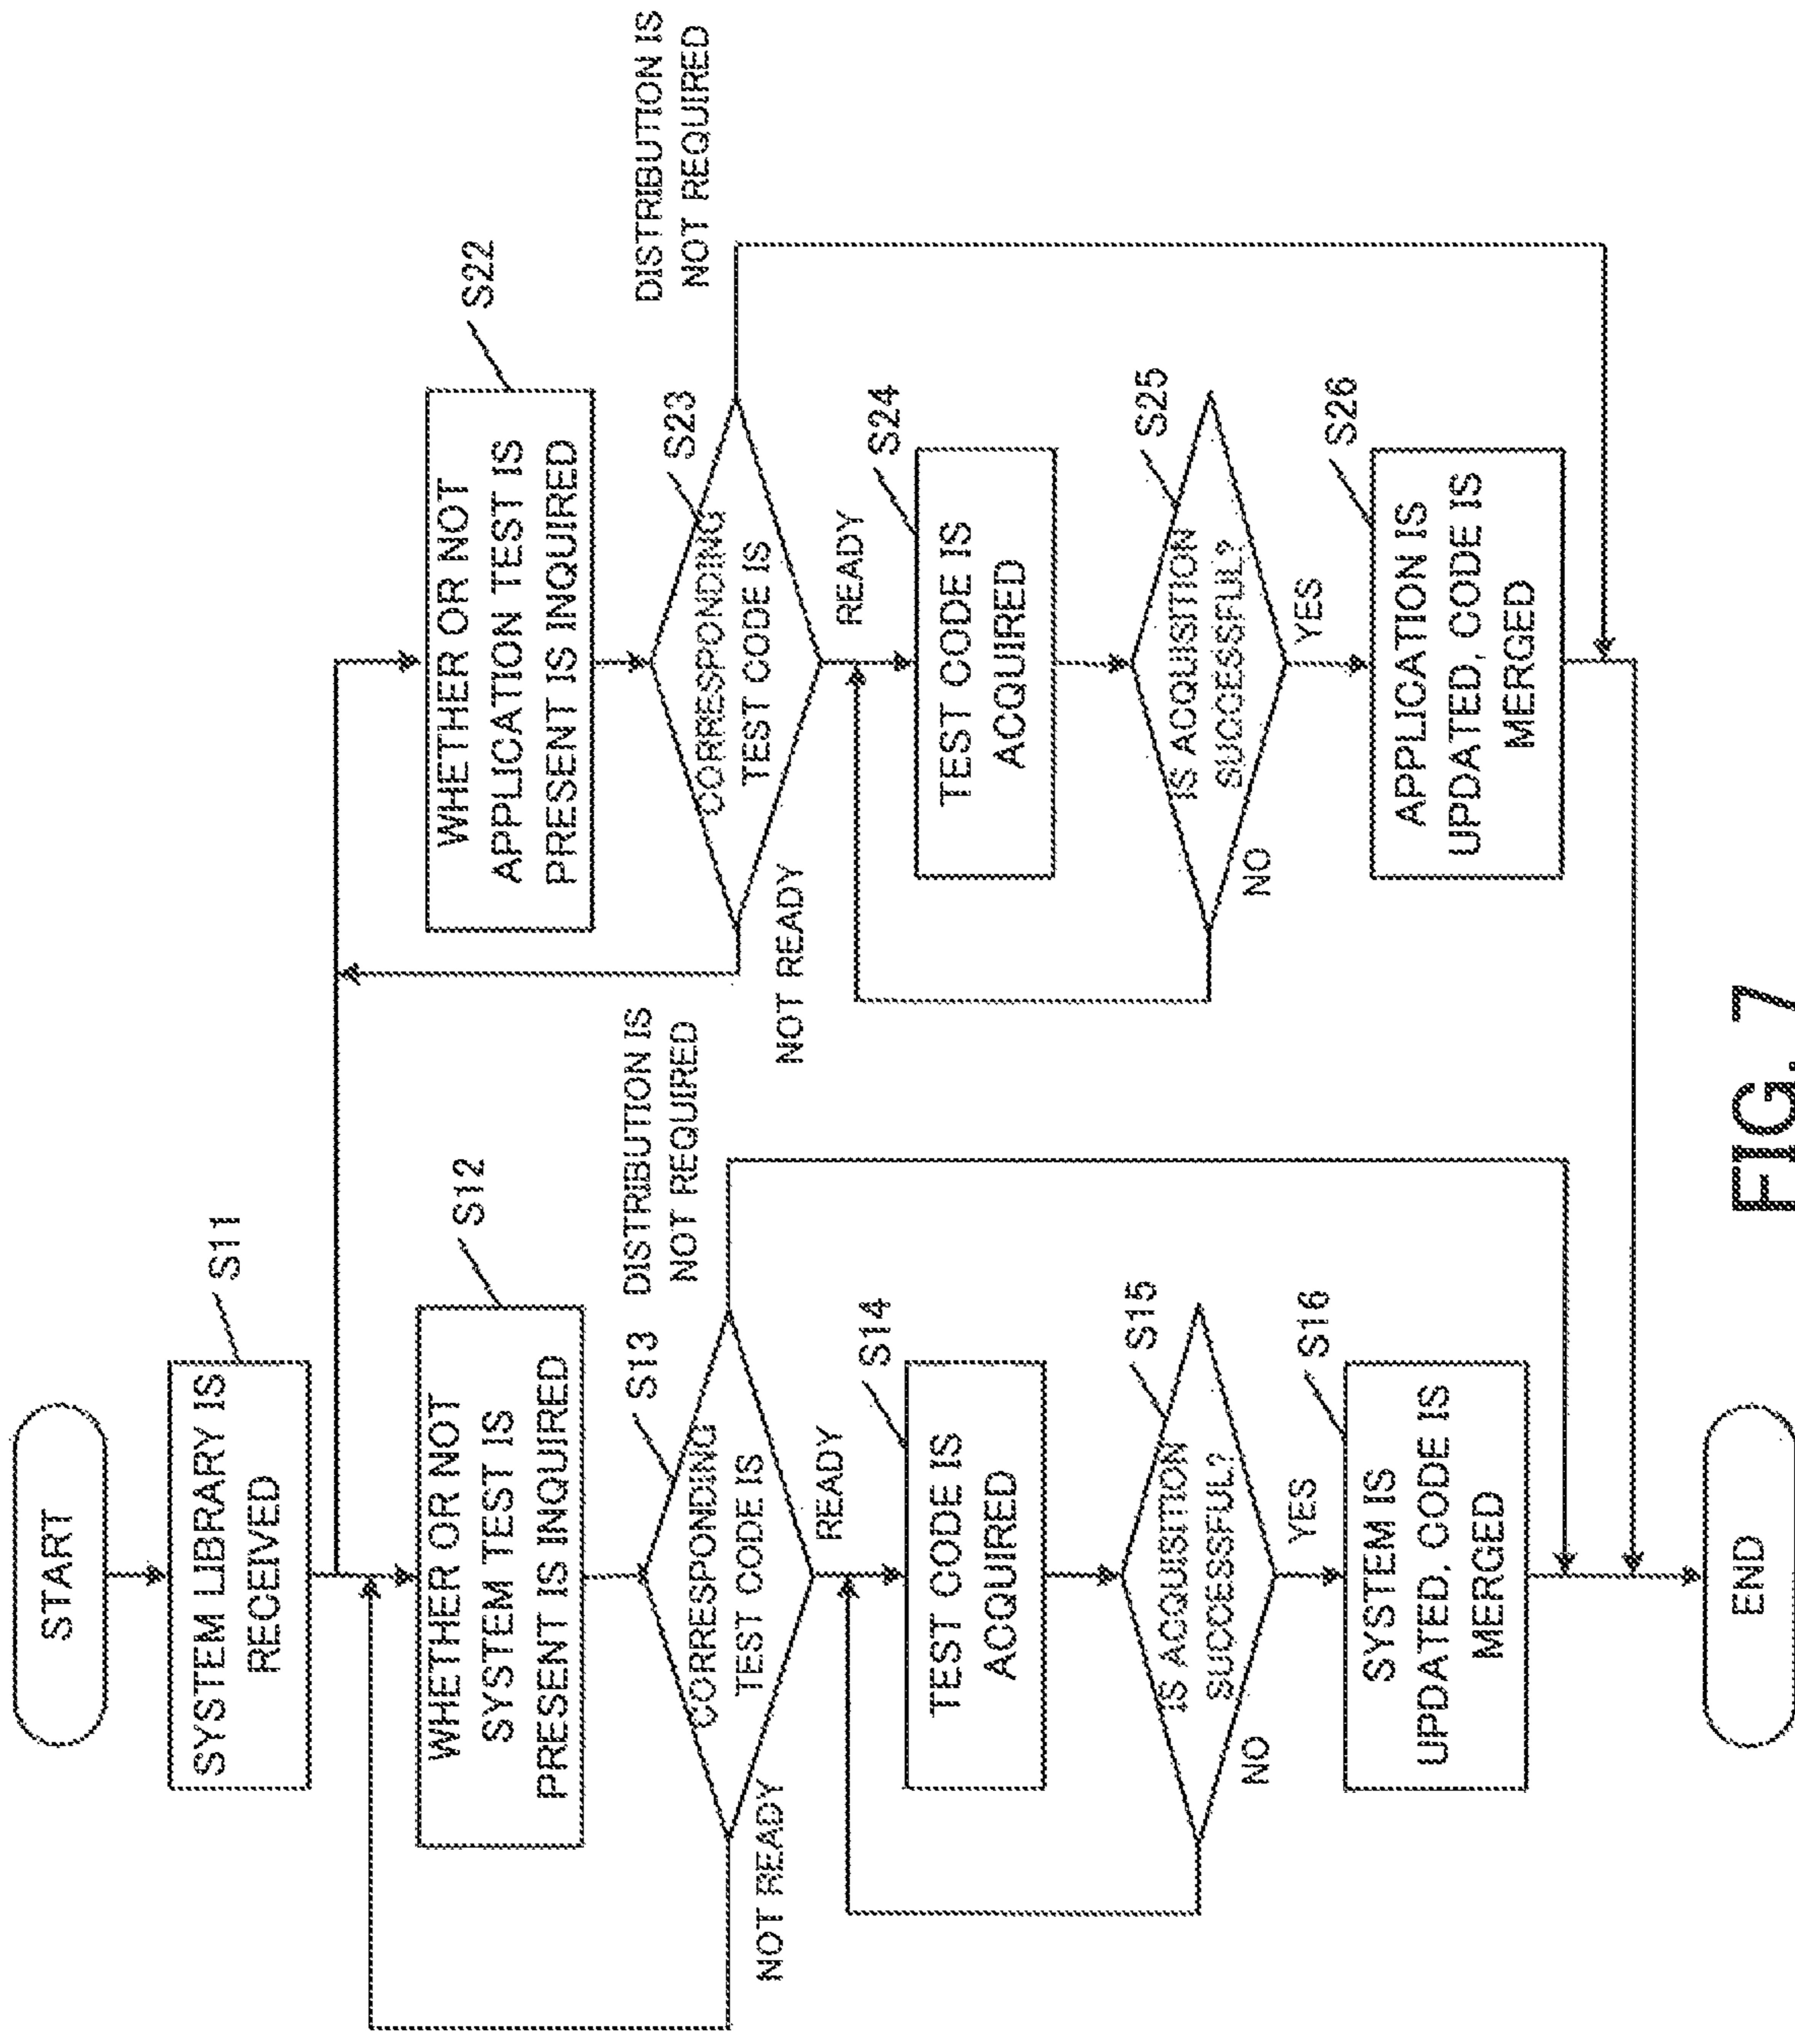 START
SYSTEM LIBRARY IS
RECEIVED
S11
WHETHER OR NOT
SYSTEM TEST IS
PRESENT IS INQUIRED
S12
CORRESPONDING
TEST CODE IS
S13
DISTRIBUTION IS
NOT REQUIRED
NOT READY
READY
TEST CODE IS
ACQUIRED
S14
IS ACQUISITION
SUCCESSFUL?
S15
NO
YES
SYSTEM IS
UPDATED, CODE IS
MERGED
S16
WHETHER OR NOT
APPLICATION TEST IS
PRESENT IS INQUIRED
S22
CORRESPONDING
TEST CODE IS
S23
DISTRIBUTION IS
NOT REQUIRED
NOT READY
READY
TEST CODE IS
ACQUIRED
S24
IS ACQUISITION
SUCCESSFUL?
S25
NO
YES
APPLICATION IS
UPDATED, CODE IS
MERGED
S26
END
FIG. 7